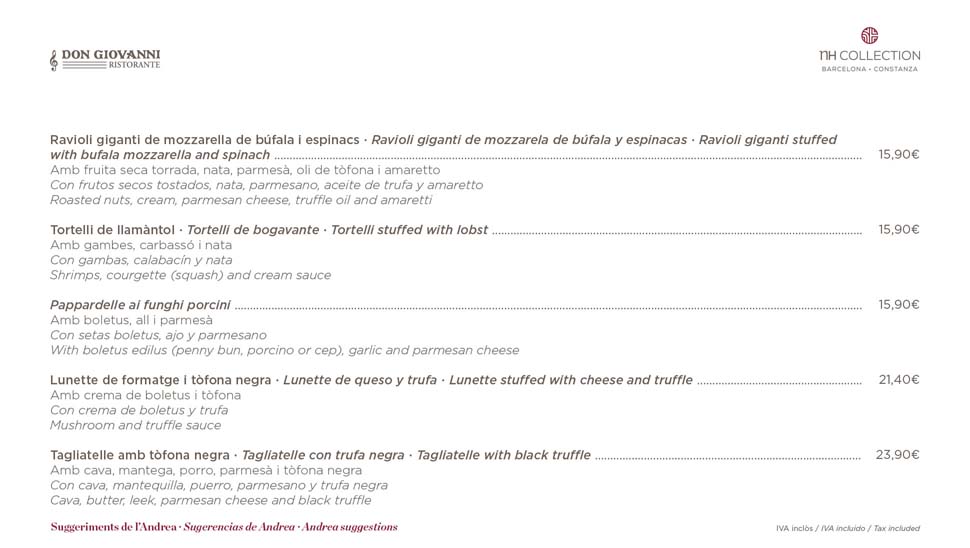 DON GIOVANNI
RISTORANTE
NH COLLECTION
BARCELONA - CONSTANZA
Ravioli giganti de mozzarella de búfala i espinacs · Ravioli giganti de mozzarela de búfala y espinacas · Ravioli giganti stuffed
with bufala mozzarella and spinach ........ 15,90€
Amb fruita seca torrada, nata, parmesà, oli de tòfona i amaretto
Con frutos secos tostados, nata, parmesano, aceite de trufa y amaretto
Roasted nuts, cream, parmesan cheese, truffle oil and amaretti
Tortelli de llamàntol · Tortelli de bogavante · Tortelli stuffed with lobst ........ 15,90€
Amb gambes, carbassó i nata
Con gambas, calabacín y nata
Shrimps, courgette (squash) and cream sauce
Pappardelle ai funghi porcini ........ 15,90€
Amb boletus, all i parmesà
Con setas boletus, ajo y parmesano
With boletus edilus (penny bun, porcino or cep), garlic and parmesan cheese
Lunette de formatge i tòfona negra · Lunette de queso y trufa · Lunette stuffed with cheese and truffle ........ 21,40€
Amb crema de boletus i tòfona
Con crema de boletus y trufa
Mushroom and truffle sauce
Tagliatelle amb tòfona negra · Tagliatelle con trufa negra · Tagliatelle with black truffle ........ 23,90€
Amb cava, mantega, porro, parmesà i tòfona negra
Con cava, mantequilla, puerro, parmesano y trufa negra
Cava, butter, leek, parmesan cheese and black truffle
Suggeriments de l'Andrea · Sugerencias de Andrea · Andrea suggestions
IVA inclòs / IVA incluido / Tax included